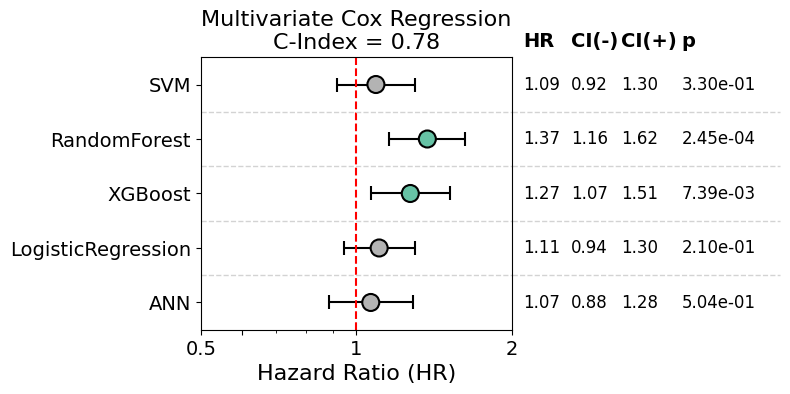 Multivariate Cox Regression
C-Index = 0.78
HR CI(-) CI(+) p
SVM 1.09 0.92 1.30 3.30e-01
RandomForest 1.37 1.16 1.62 2.45e-04
XGBoost 1.27 1.07 1.51 7.39e-03
LogisticRegression 1.11 0.94 1.30 2.10e-01
ANN 1.07 0.88 1.28 5.04e-01
0.5 1 2
Hazard Ratio (HR)